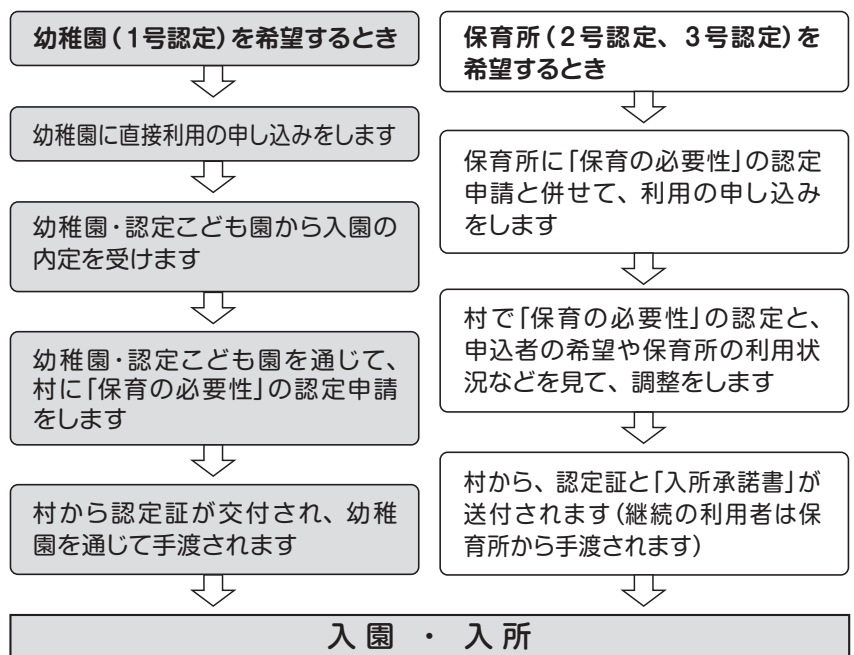 幼稚園(1号認定)を希望するとき
幼稚園に直接利用の申し込みをします
幼稚園・認定こども園から入園の
内定を受けます
幼稚園・認定こども園を通じて、
村に「保育の必要性」の認定申請
をします
村から認定証が交付され、幼稚
園を通じて手渡されます
保育所(2号認定、3号認定)を
希望するとき
保育所に「保育の必要性」の認定
申請と併せて、利用の申し込み
をします
村で「保育の必要性」の認定と、
申込者の希望や保育所の利用状
況などを見て、調整をします
村から、認定証と「入所承諾書」が
送付されます(継続の利用者は保
育所から手渡されます)
入園・入所